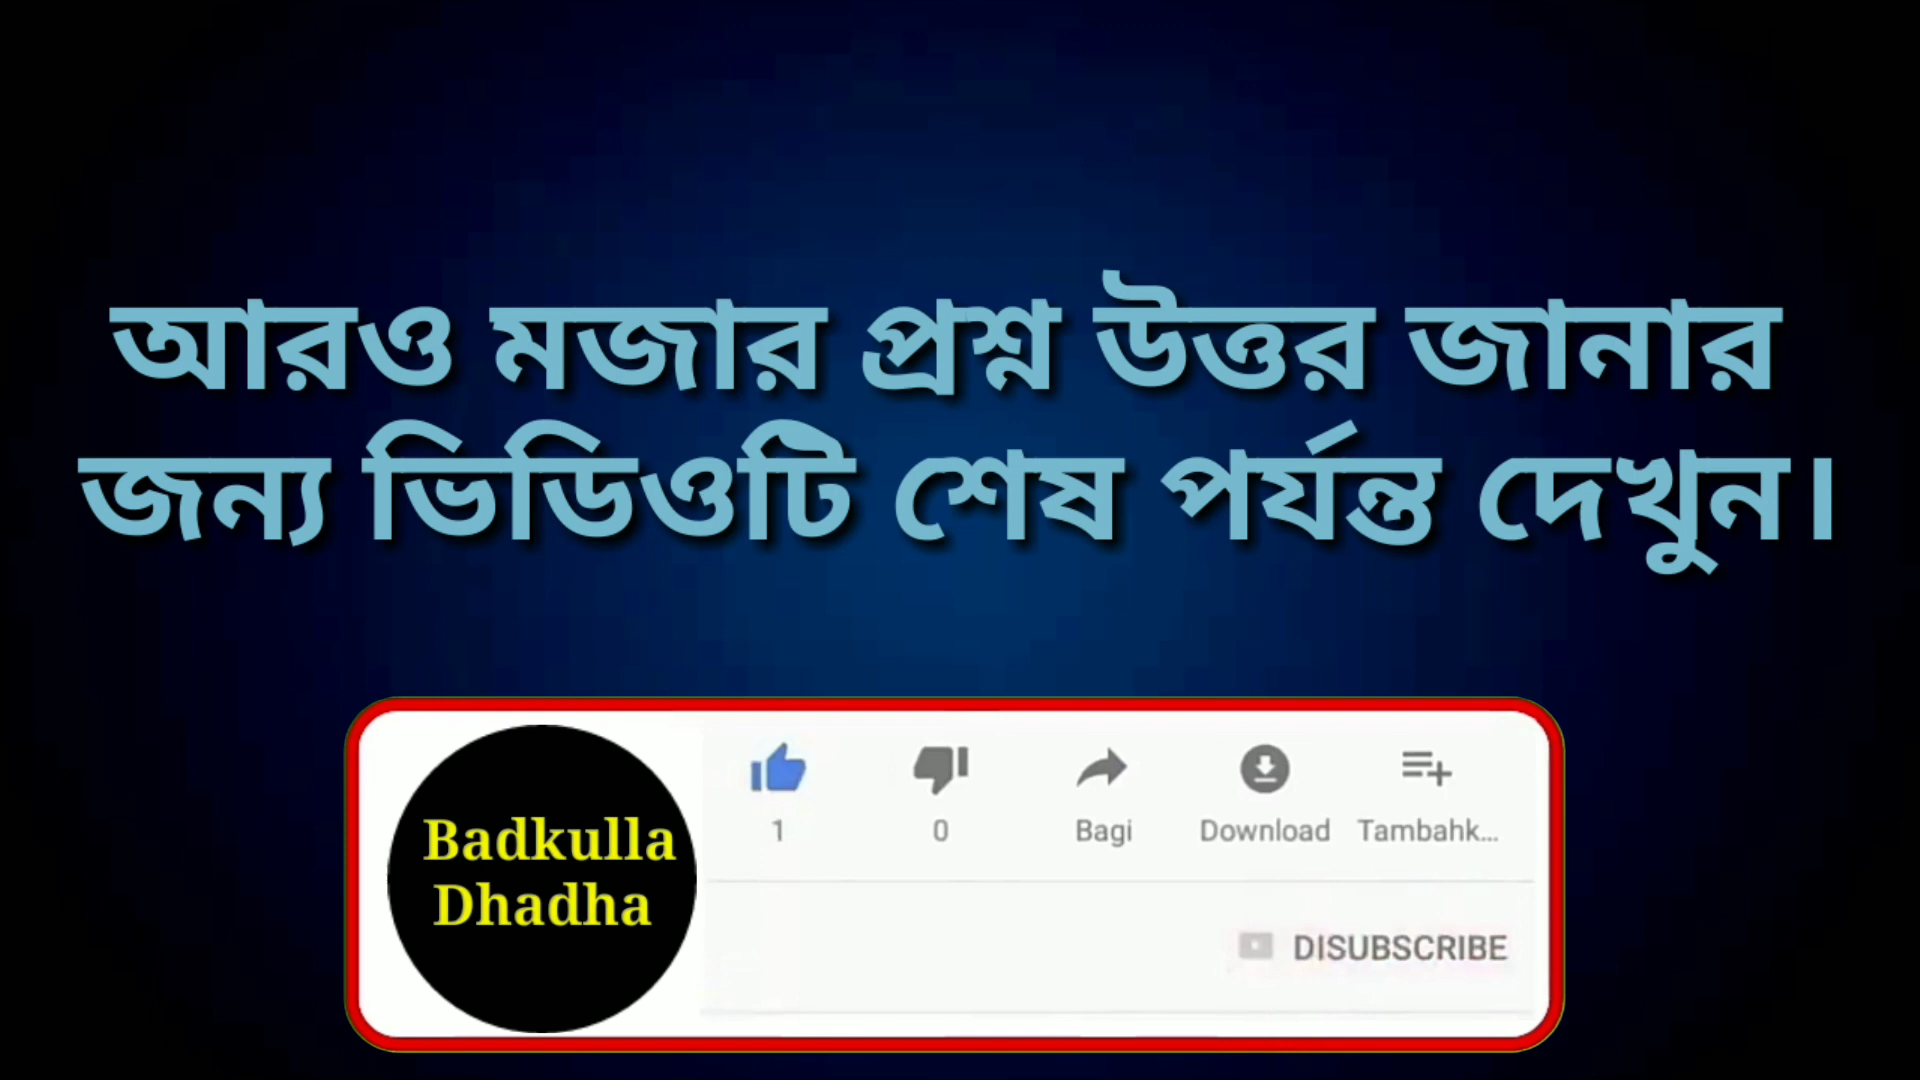 আরও মজার প্রশ্ন উত্তর জানার
জন্য ভিডিওটি শেষ পর্যন্ত দেখুন।
Badkulla
Dhadha
1 0 Bagi Download Tambahk...
DISUBSCRIBE